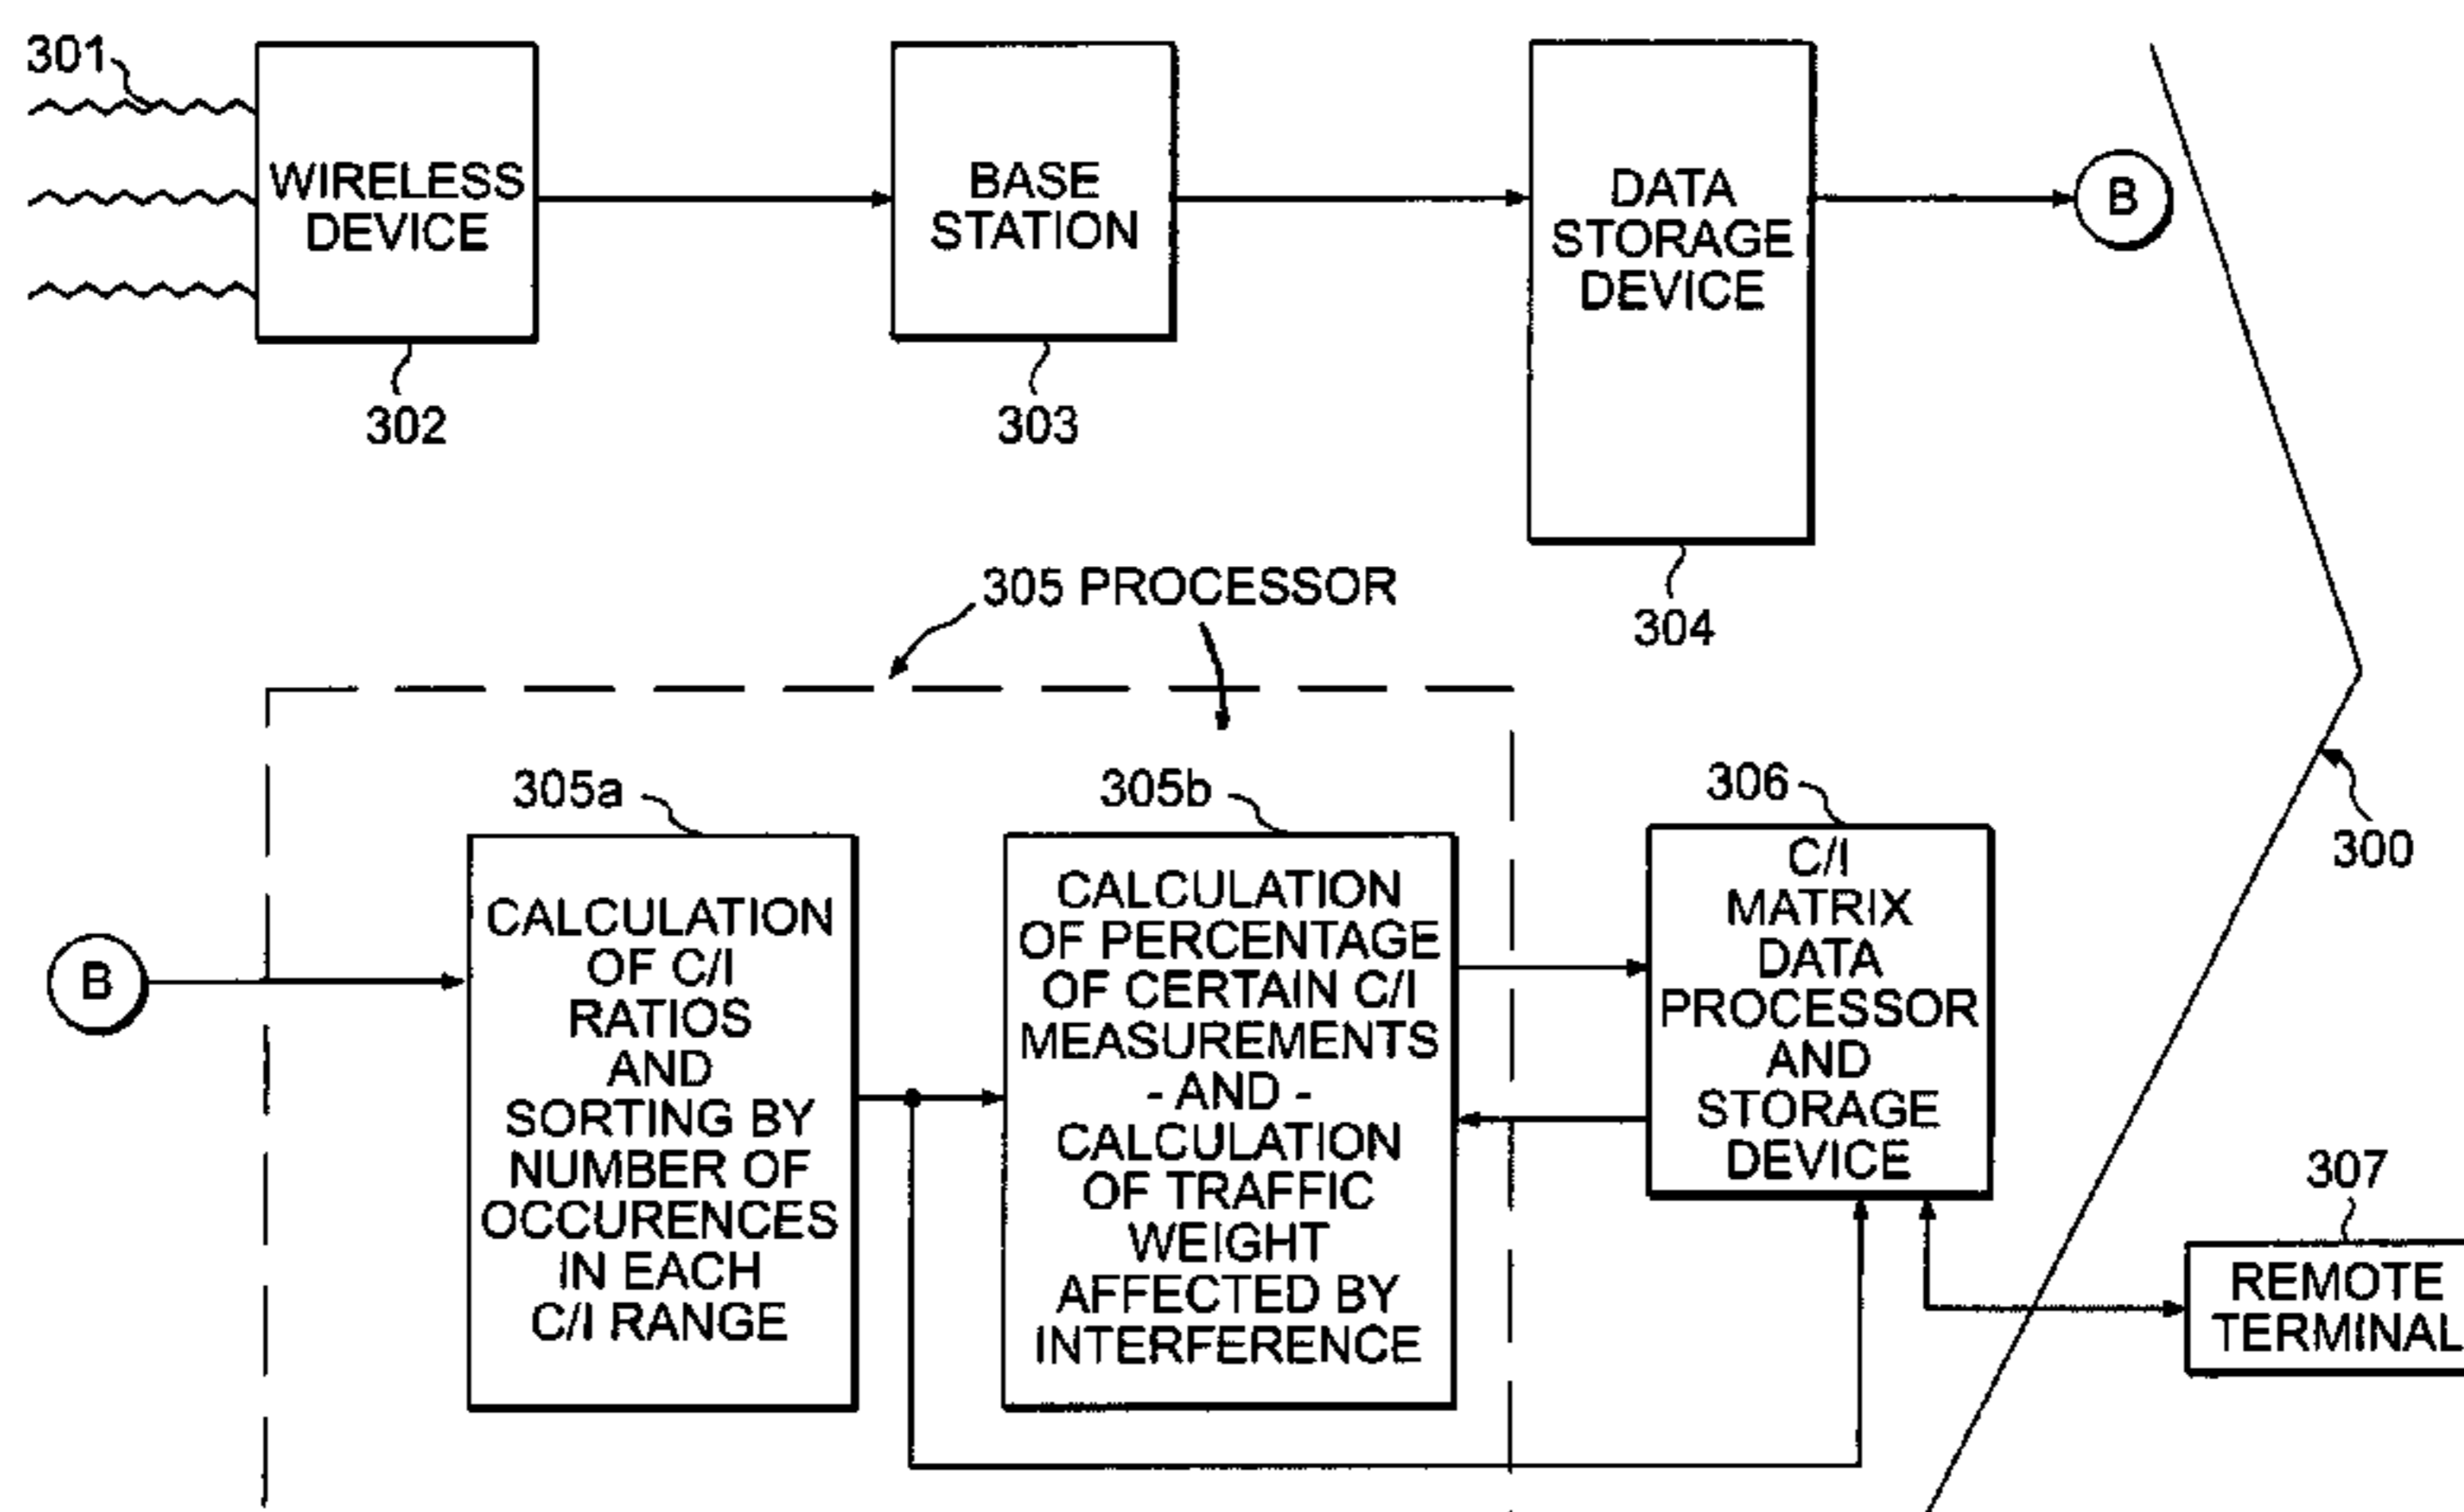 301
WIRELESS
DEVICE
302
BASE
STATION
303
DATA
STORAGE
DEVICE
304
B
305 PROCESSOR
300
B
305a
CALCULATION
OF C/I
RATIOS
AND
SORTING BY
NUMBER OF
OCCURENCES
IN EACH
C/I RANGE
305b
CALCULATION
OF PERCENTAGE
OF CERTAIN C/I
MEASUREMENTS
- AND -
CALCULATION
OF TRAFFIC
WEIGHT
AFFECTED BY
INTERFERENCE
306
C/I
MATRIX
DATA
PROCESSOR
AND
STORAGE
DEVICE
307
REMOTE
TERMINAL